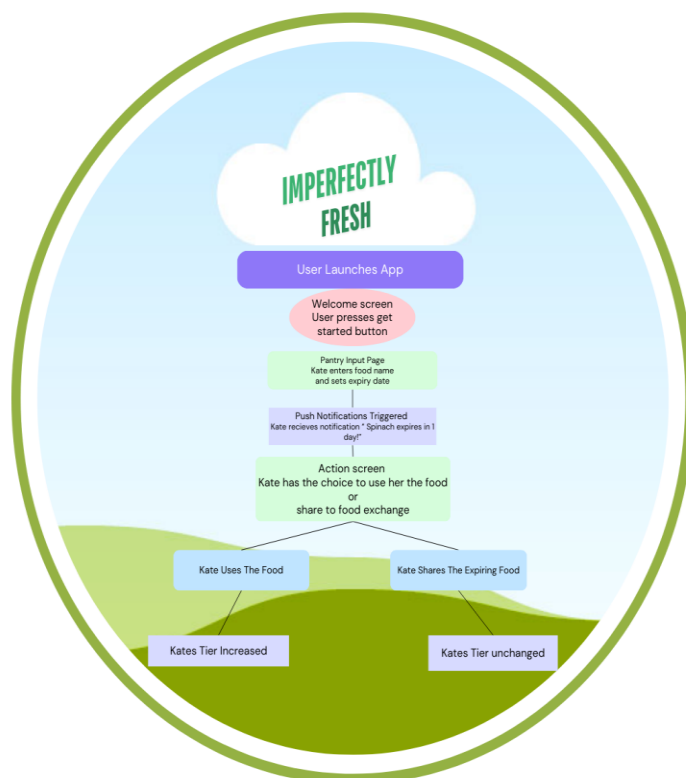 IMPERFECTLY
FRESH
User Launches App
Welcome screen
User presses get
started button
Pantry Input Page
Kate enters food name
and sets expiry date
Push Notifications Triggered
Kate recieves notification " Spinach expires in 1
day!"
Action screen
Kate has the choice to use her the food
or
share to food exchange
Kate Uses The Food
Kate Shares The Expiring Food
Kates Tier Increased
Kates Tier unchanged